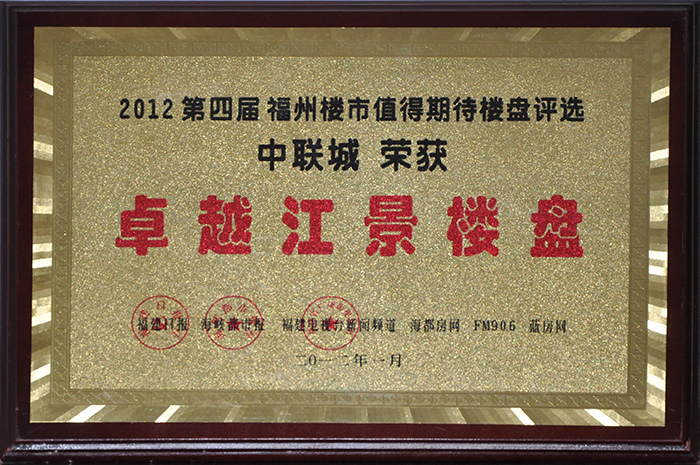 2012 第四届 福州楼市值得期待楼盘评选
中联城 荣获
卓越江景楼盘
福建日报 海峡都市报 福建电视台新闻频道 海都房网 FM90.6 蓝房网
二〇一二年一月